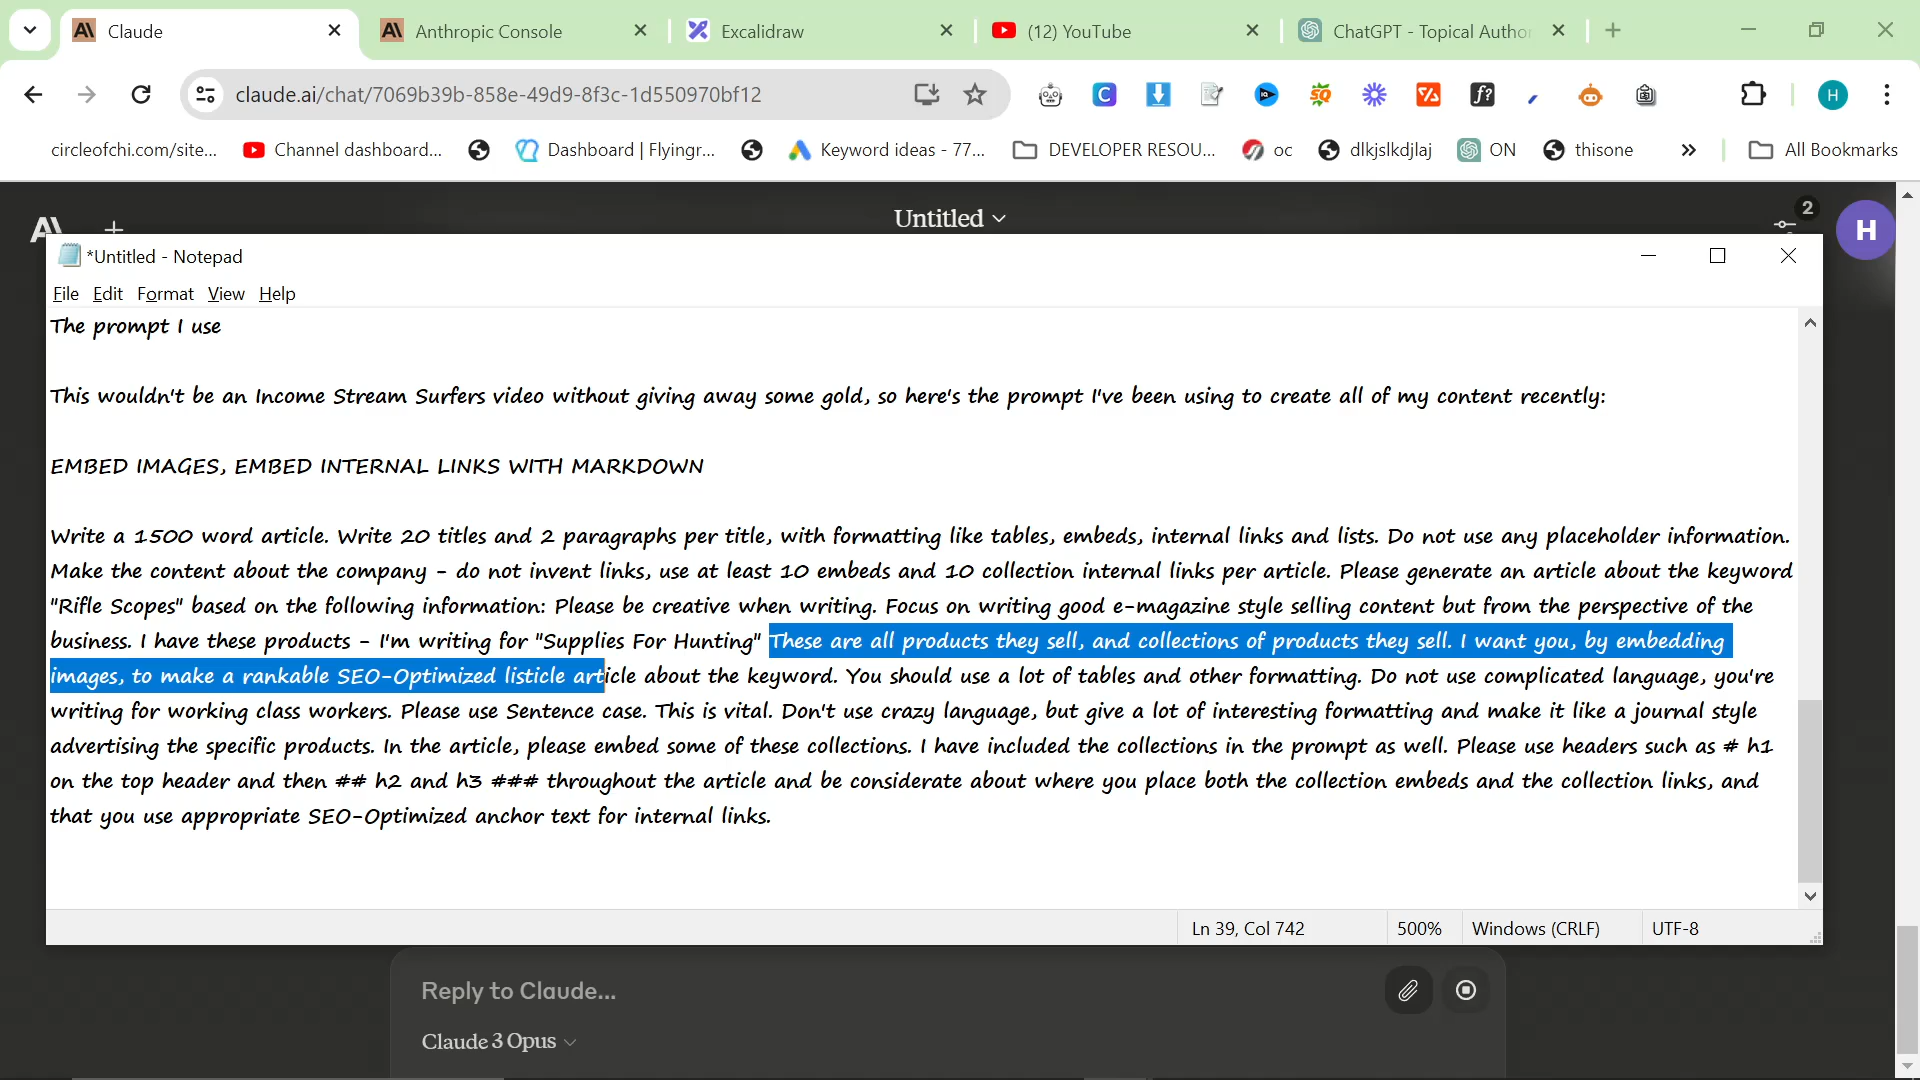 Claude
Anthropic Console
Excalidraw
(12) YouTube
ChatGPT - Topical Autho
claude.ai/chat/7069b39b-858e-49d9-8f3c-1d550970bf12
H
circleofchi.com/site...
Channel dashboard...
Dashboard | Flyingr...
Keyword ideas - 77...
DEVELOPER RESOU...
oc
dlkjslkdjlaj
ON
thisone
»
All Bookmarks
Untitled
2
H
*Untitled - Notepad
File Edit Format View Help
The prompt I use
This wouldn't be an Income Stream Surfers video without giving away some gold, so here's the prompt I've been using to create all of my content recently:
EMBED IMAGES, EMBED INTERNAL LINKS WITH MARKDOWN
Write a 1500 word article. Write 20 titles and 2 paragraphs per title, with formatting like tables, embeds, internal links and lists. Do not use any placeholder information.
Make the content about the company - do not invent links, use at least 10 embeds and 10 collection internal links per article. Please generate an article about the keyword
"Rifle Scopes" based on the following information: Please be creative when writing. Focus on writing good e-magazine style selling content but from the perspective of the
business. I have these products - I'm writing for "Supplies For Hunting" These are all products they sell, and collections of products they sell. I want you, by embedding
images, to make a rankable SEO-Optimized listicle article about the keyword. You should use a lot of tables and other formatting. Do not use complicated language, you're
writing for working class workers. Please use Sentence case. This is vital. Don't use crazy language, but give a lot of interesting formatting and make it like a journal style
advertising the specific products. In the article, please embed some of these collections. I have included the collections in the prompt as well. Please use headers such as # h1
on the top header and then ## h2 and h3 ### throughout the article and be considerate about where you place both the collection embeds and the collection links, and
that you use appropriate SEO-Optimized anchor text for internal links.
Ln 39, Col 742
500%
Windows (CRLF)
UTF-8
Reply to Claude...
Claude 3 Opus